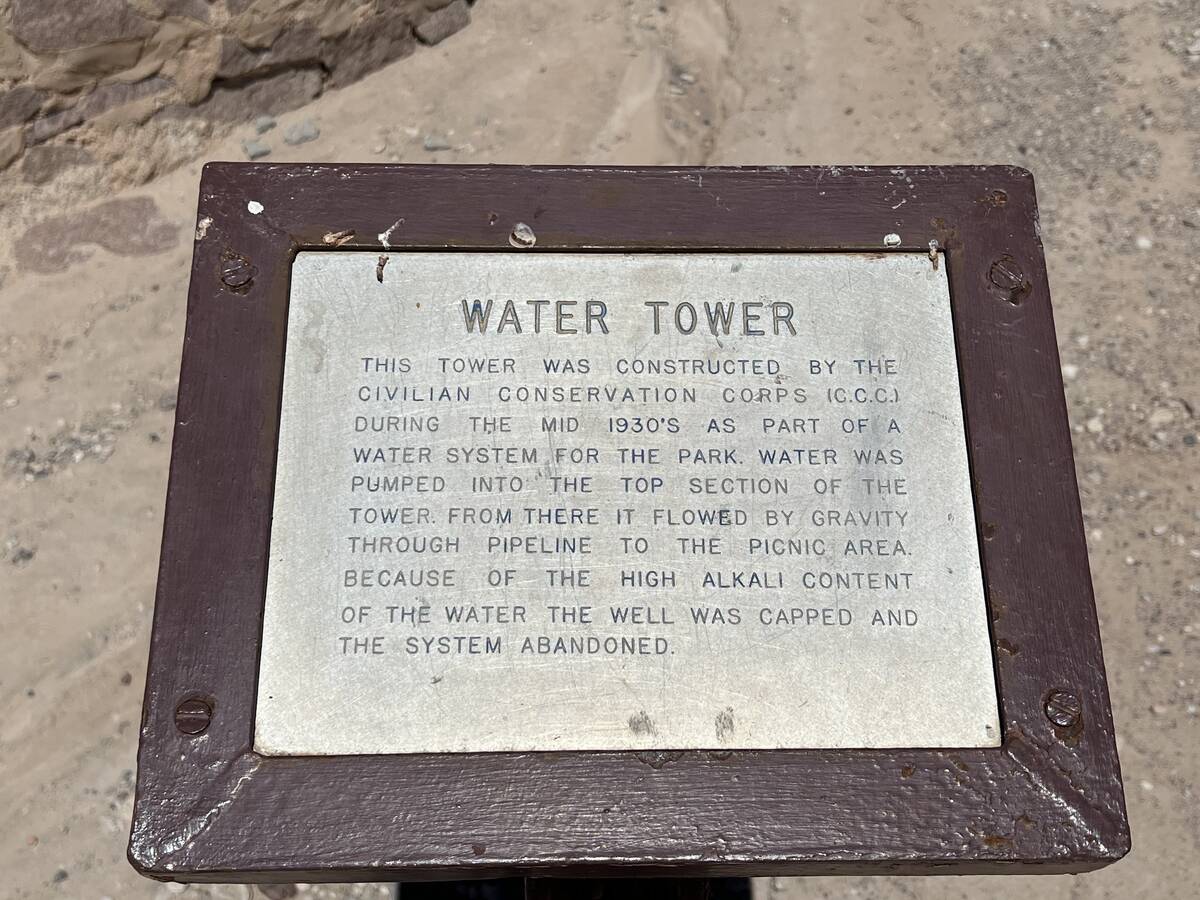 WATER TOWER
THIS TOWER WAS CONSTRUCTED BY THE
CIVILIAN CONSERVATION CORPS (C.C.C.)
DURING THE MID 1930'S AS PART OF A
WATER SYSTEM FOR THE PARK. WATER WAS
PUMPED INTO THE TOP SECTION OF THE
TOWER. FROM THERE IT FLOWED BY GRAVITY
THROUGH PIPELINE TO THE PICNIC AREA.
BECAUSE OF THE HIGH ALKALI CONTENT
OF THE WATER THE WELL WAS CAPPED AND
THE SYSTEM ABANDONED.